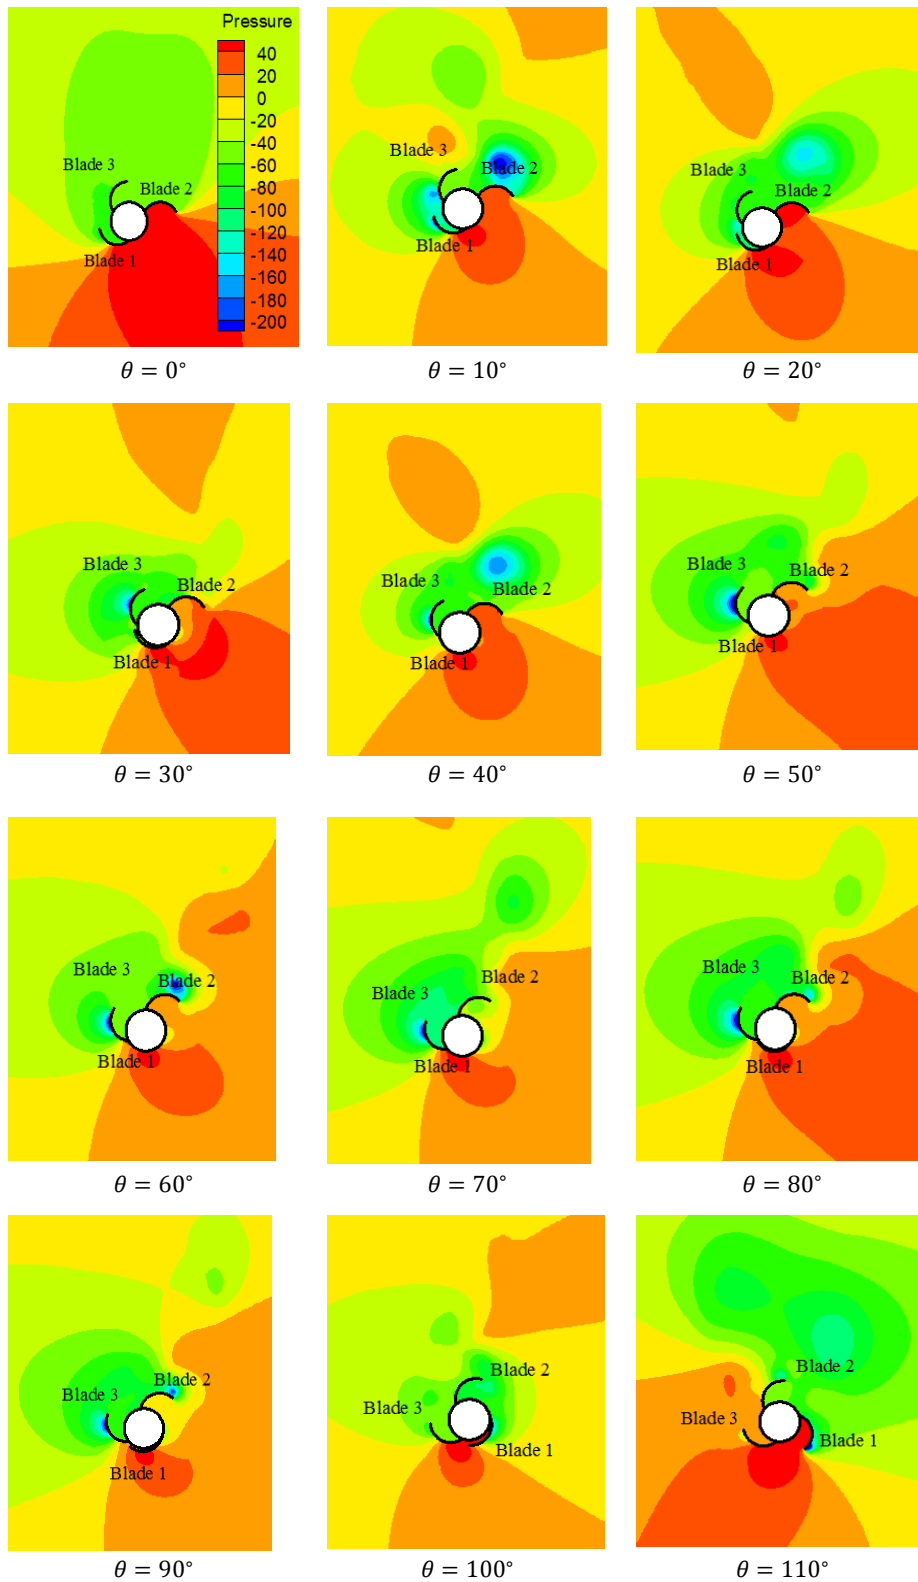 Pressure
40
20
0
-20
-60
-80
-100
-120
-160
-180
-200
Blade 3
Blade 2
Blade 1
θ = 0°
Blade 3
Blade 2
Blade 1
θ = 10°
Blade 3
Blade 2
Blade 1
θ = 20°
Blade 3
Blade 2
Blade 1
θ = 30°
Blade 3
Blade 2
Blade 1
θ = 40°
Blade 3
Blade 2
Blade 1
θ = 50°
Blade 3
Blade 2
Blade 1
θ = 60°
Blade 2
Blade 3
Blade 1
θ = 70°
Blade 3
Blade 2
Blade 1
θ = 80°
Blade 2
Blade 3
Blade 1
θ = 90°
Blade 2
Blade 3
Blade 1
θ = 100°
Blade 2
Blade 3
Blade 1
θ = 110°